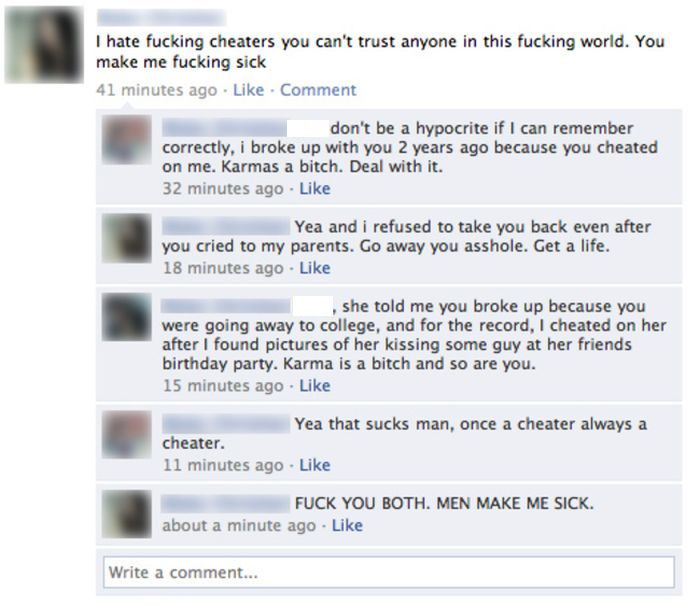 I hate fucking cheaters you can't trust anyone in this fucking world. You
make me fucking sick
41 minutes ago · Like · Comment
don't be a hypocrite if I can remember
correctly, i broke up with you 2 years ago because you cheated
on me. Karmas a bitch. Deal with it.
32 minutes ago · Like
Yea and i refused to take you back even after
you cried to my parents. Go away you asshole. Get a life.
18 minutes ago · Like
, she told me you broke up because you
were going away to college, and for the record, I cheated on her
after I found pictures of her kissing some guy at her friends
birthday party. Karma is a bitch and so are you.
15 minutes ago · Like
Yea that sucks man, once a cheater always a
cheater.
11 minutes ago · Like
FUCK YOU BOTH. MEN MAKE ME SICK.
about a minute ago · Like
Write a comment...